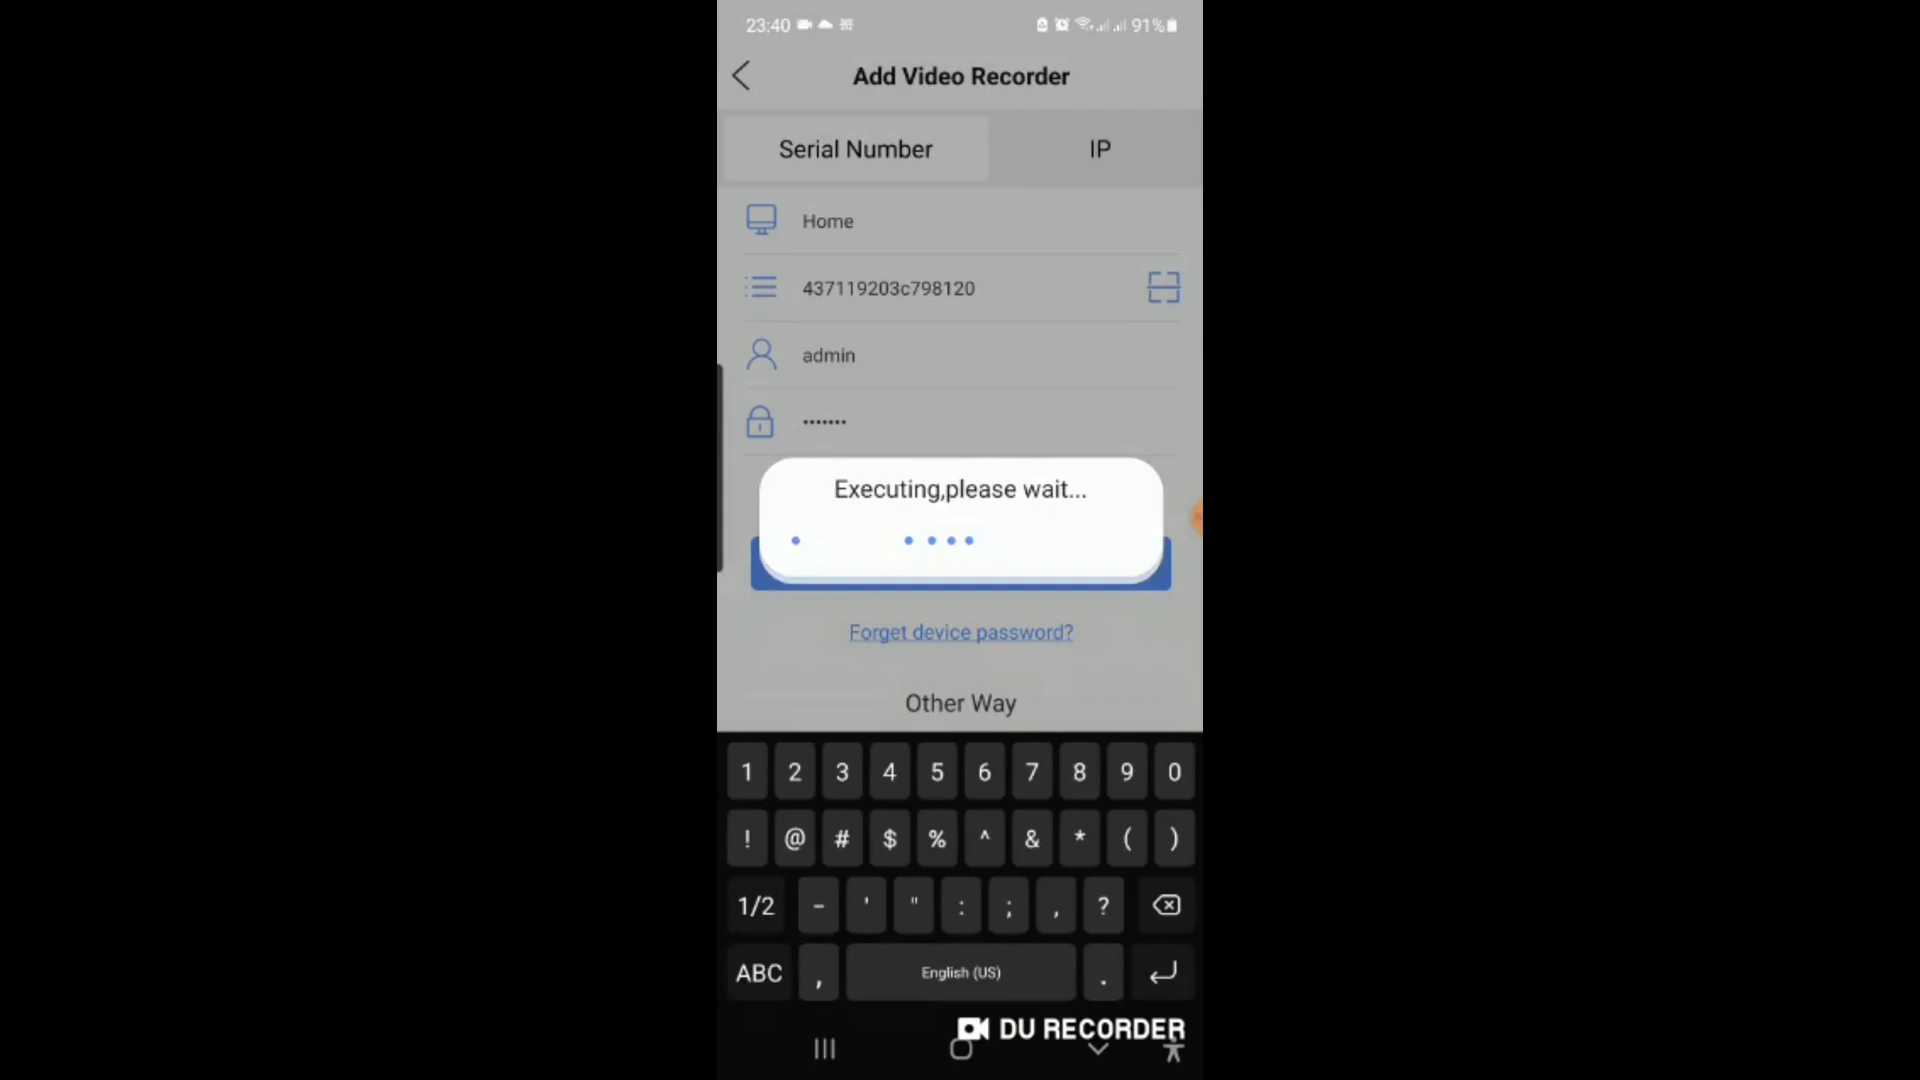 23:40 91%
Add Video Recorder
Serial Number IP
Home
437119203c798120
admin
•••••••
Executing,please wait...
Forget device password?
Other Way
1 2 3 4 5 6 7 8 9 0
! @ # $ % ^ & * ( )
1/2 - ' " : ; , ?
ABC , English (US) .
DU RECORDER